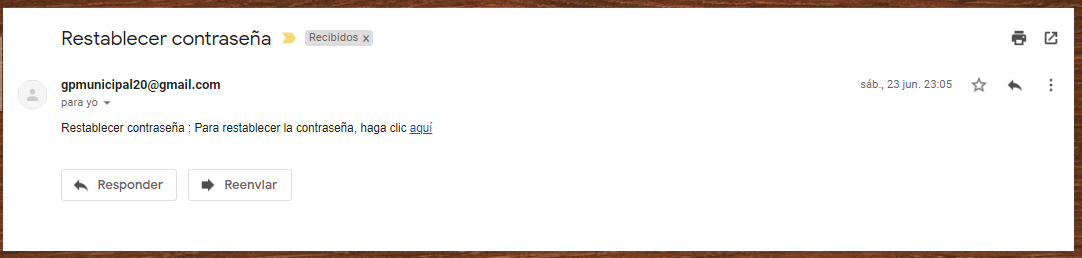 Restablecer contraseña Recibidos x
gpmunicipal20@gmail.com sáb., 23 jun. 23:05
para yo
Restablecer contraseña : Para restablecer la contraseña, haga clic aquí
Responder Reenviar